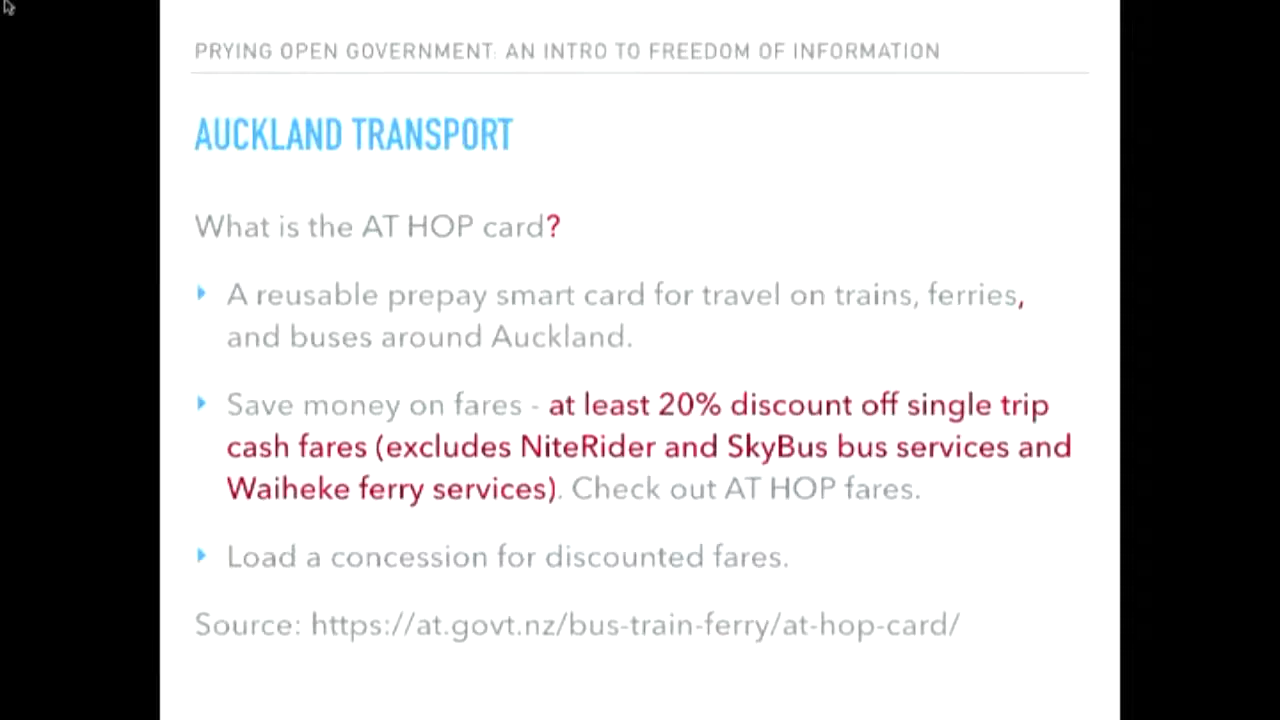 PRYING OPEN GOVERNMENT: AN INTRO TO FREEDOM OF INFORMATION
AUCKLAND TRANSPORT
What is the AT HOP card?
A reusable prepay smart card for travel on trains, ferries,
and buses around Auckland.
Save money on fares - at least 20% discount off single trip
cash fares (excludes NiteRider and SkyBus bus services and
Waiheke ferry services). Check out AT HOP fares.
Load a concession for discounted fares.
Source: https://at.govt.nz/bus-train-ferry/at-hop-card/